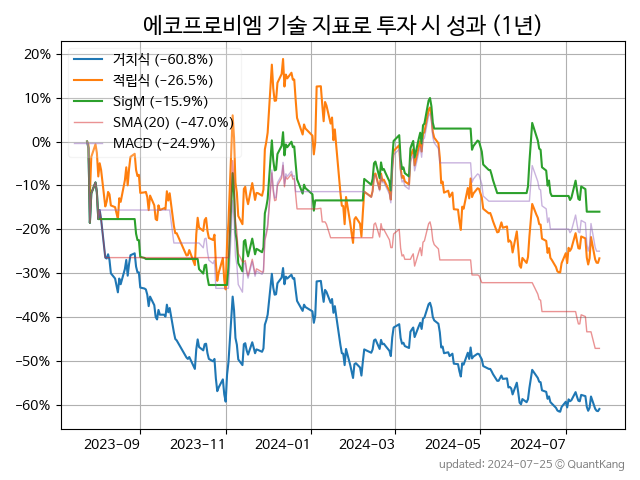 에코프로비엠 기술 지표로 투자 시 성과 (1년)
거치식 (−60.8%)
적립식 (−26.5%)
SigM (−15.9%)
SMA(20) (−47.0%)
MACD (−24.9%)
20%
10%
0%
−10%
−20%
−30%
−40%
−50%
−60%
2023-09 2023-11 2024-01 2024-03 2024-05 2024-07
updated: 2024-07-25 © QuantKang